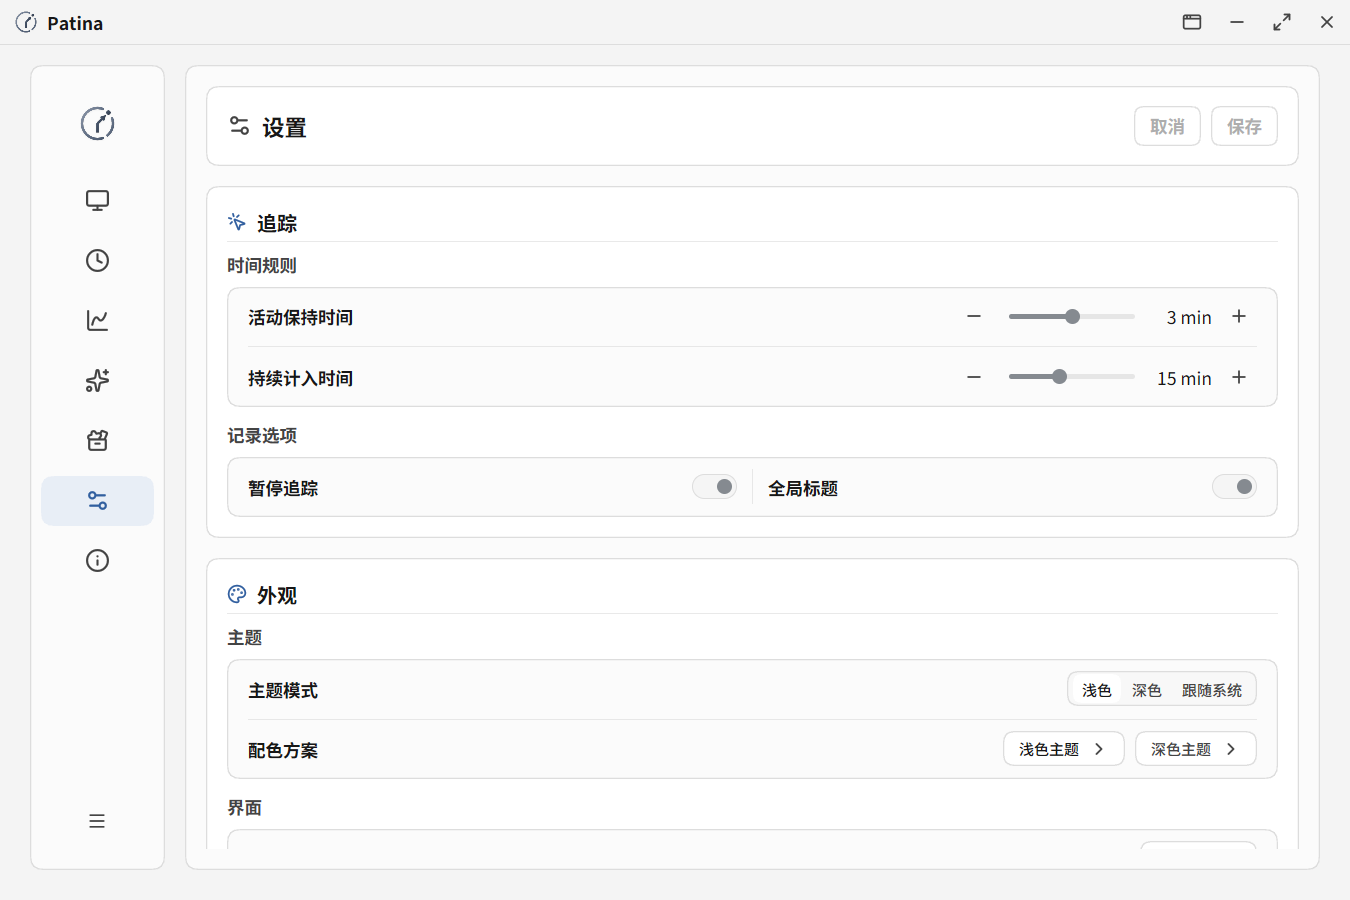 Patina
设置
取消
保存
追踪
时间规则
活动保持时间
3 min
持续计入时间
15 min
记录选项
暂停追踪
全局标题
外观
主题
主题模式
浅色
深色
跟随系统
配色方案
浅色主题
深色主题
界面